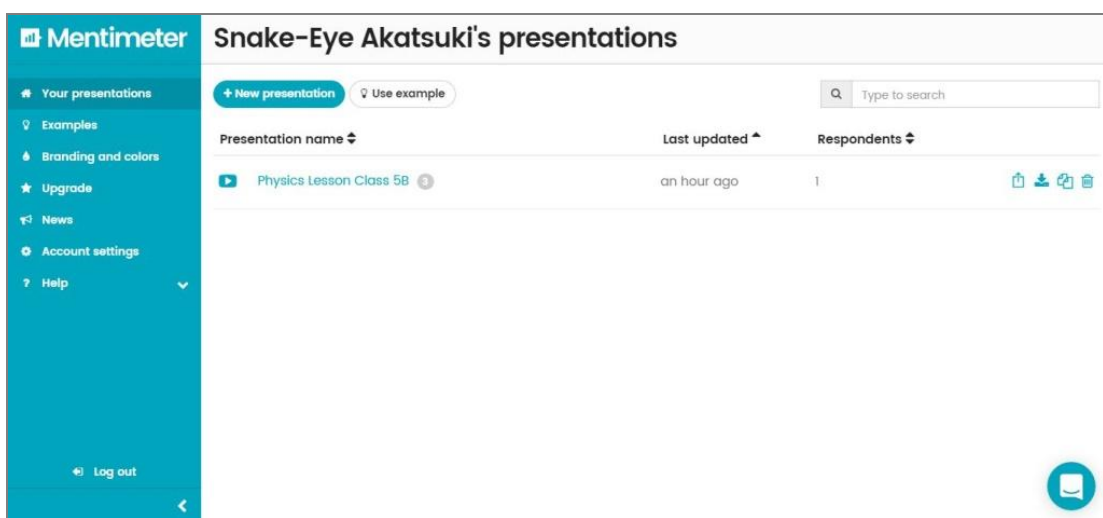 Mentimeter
Snake-Eye Akatsuki's presentations
Your presentations
Examples
Branding and colors
Upgrade
News
Account settings
? Help
Log out
+ New presentation
Use example
Type to search
Presentation name
Last updated
Respondents
Physics Lesson Class 5B 3
an hour ago
1